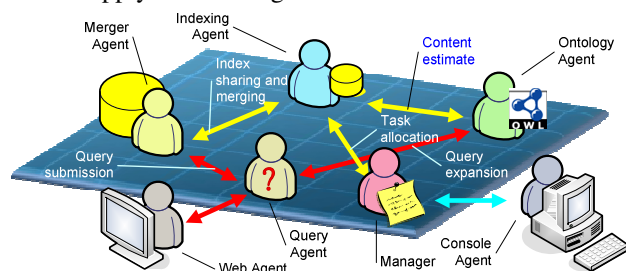 Merger
Agent
Indexing
Agent
Content
estimate
Ontology
Agent
Index
sharing and
merging
OWL
Task
allocation
Query
submission
Query
expansion
?
Query
Agent
Manager
Console
Agent
Web Agent